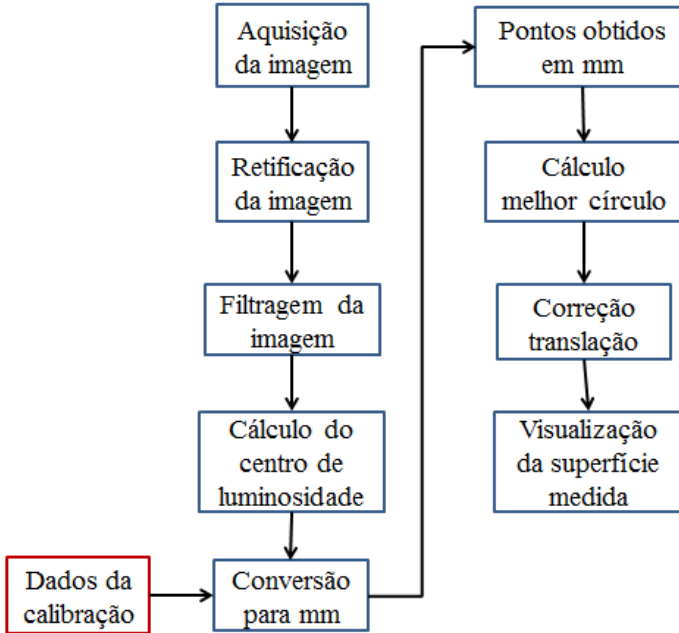 Aquisição
da imagem
Retificação
da imagem
Filtragem da
imagem
Cálculo do
centro de
luminosidade
Dados da
calibração
Conversão
para mm
Pontos obtidos
em mm
Cálculo
melhor círculo
Correção
translação
Visualização
da superfície
medida